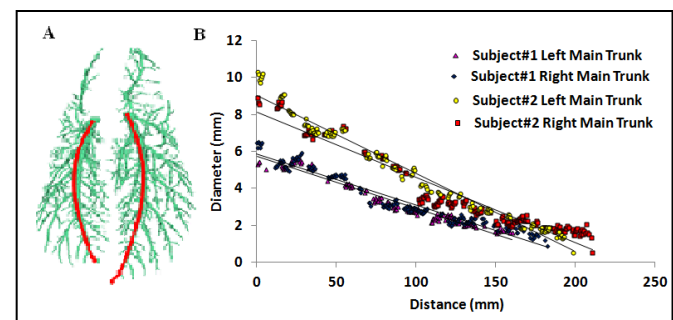 A
B
12
10
8
6
4
2
0
Diameter (mm)
Subject#1 Left Main Trunk
Subject#1 Right Main Trunk
Subject#2 Left Main Trunk
Subject#2 Right Main Trunk
0 50 100 150 200 250
Distance (mm)